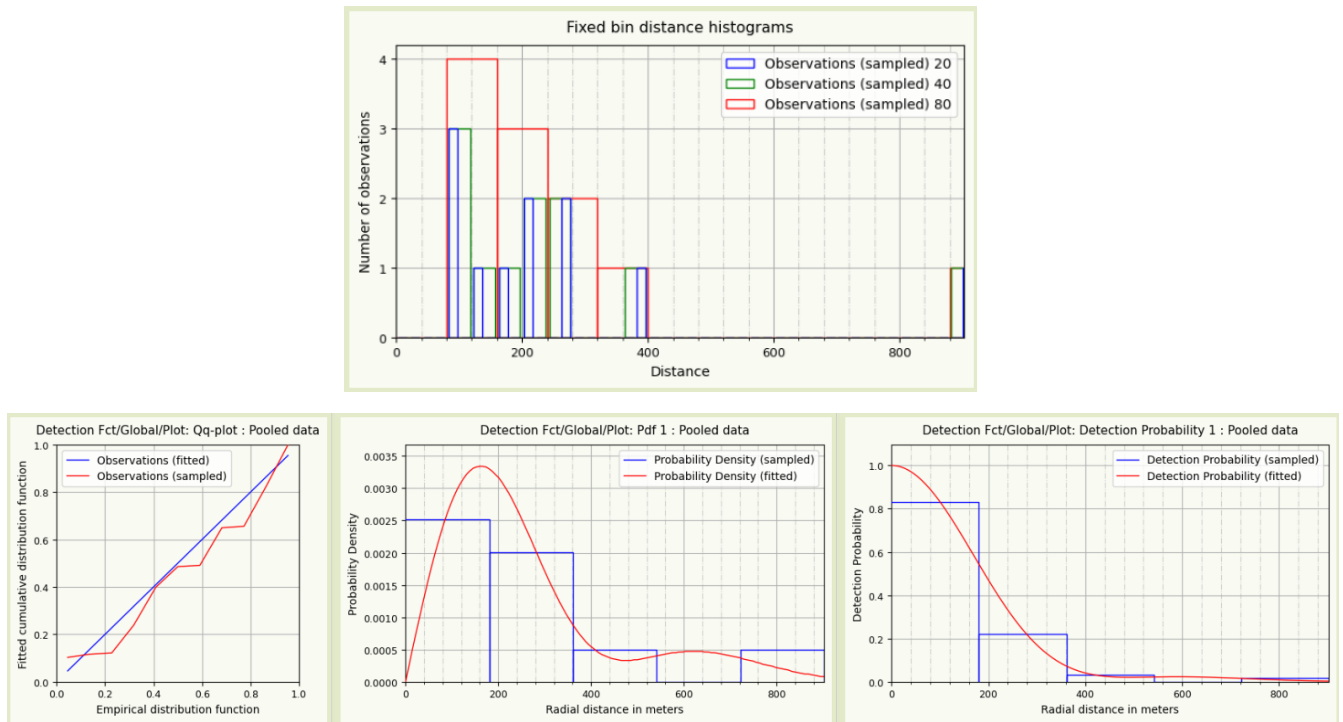 Fixed bin distance histograms
Observations (sampled) 20
Observations (sampled) 40
Observations (sampled) 80
Number of observations
4
3
2
1
0
0 200 400 600 800
Distance
Detection Fct/Global/Plot: Qq-plot : Pooled data
Observations (fitted)
Observations (sampled)
Fitted cumulative distribution function
1.0
0.8
0.6
0.4
0.2
0.0
0.0 0.2 0.4 0.6 0.8 1.0
Empirical distribution function
Detection Fct/Global/Plot: Pdf 1 : Pooled data
Probability Density (sampled)
Probability Density (fitted)
Probability Density
0.0035
0.0030
0.0025
0.0020
0.0015
0.0010
0.0005
0.0000
0 200 400 600 800
Radial distance in meters
Detection Fct/Global/Plot: Detection Probability 1 : Pooled data
Detection Probability (sampled)
Detection Probability (fitted)
Detection Probability
1.0
0.8
0.6
0.4
0.2
0.0
0 200 400 600 800
Radial distance in meters